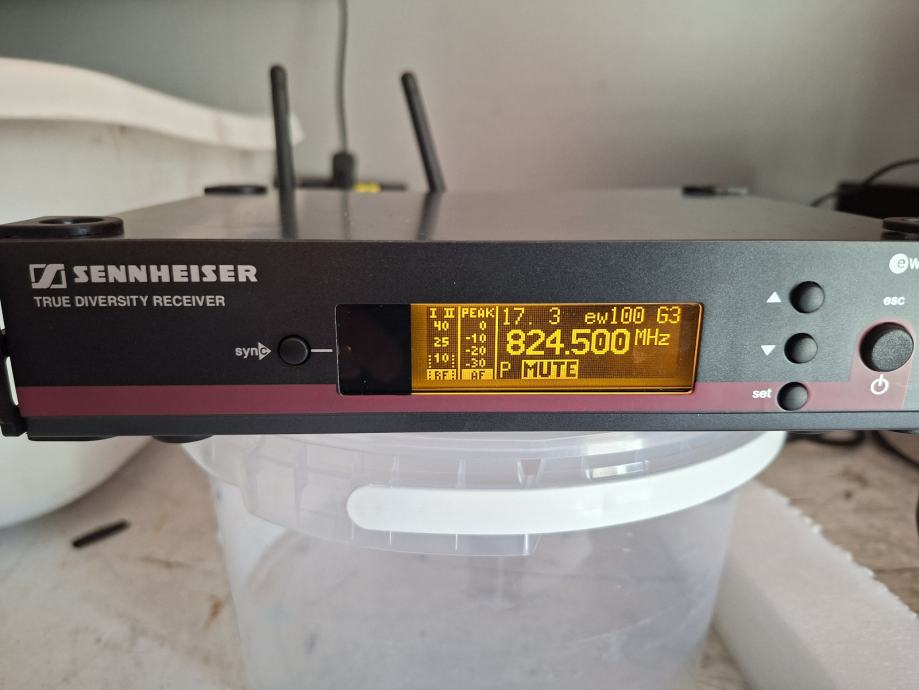 SENNHEISER
TRUE DIVERSITY RECEIVER
sync
I II PEAK 17. 3 ew100 G3
40 0
25 -10 824.500 MHz
10 -20
-30 P MUTE
RF AF
e w
esc
set